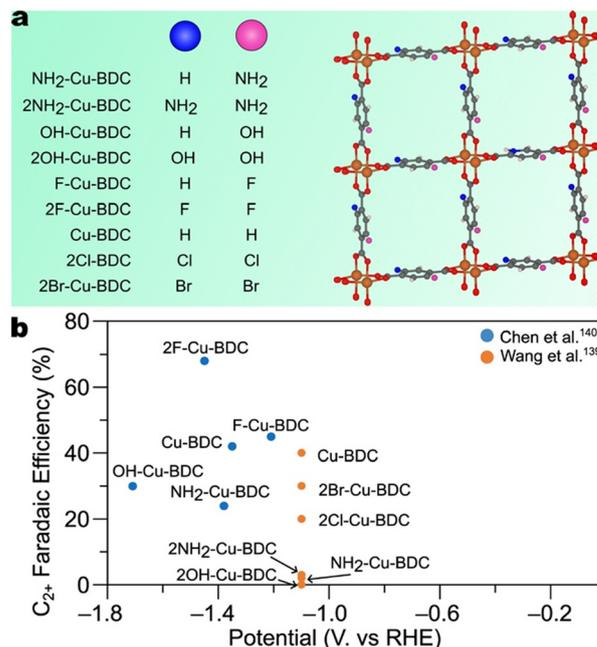 a
NH2-Cu-BDC H NH2
2NH2-Cu-BDC NH2 NH2
OH-Cu-BDC H OH
2OH-Cu-BDC OH OH
F-Cu-BDC H F
2F-Cu-BDC F F
Cu-BDC H H
2Cl-BDC Cl Cl
2Br-Cu-BDC Br Br
b
C2+ Faradaic Efficiency (%)
80
60
40
20
0
Chen et al.140
Wang et al.139
2F-Cu-BDC
F-Cu-BDC
Cu-BDC
Cu-BDC
OH-Cu-BDC
NH2-Cu-BDC
2Br-Cu-BDC
2Cl-Cu-BDC
2NH2-Cu-BDC
NH2-Cu-BDC
2OH-Cu-BDC
–1.8 –1.4 –1.0 –0.6 –0.2
Potential (V. vs RHE)